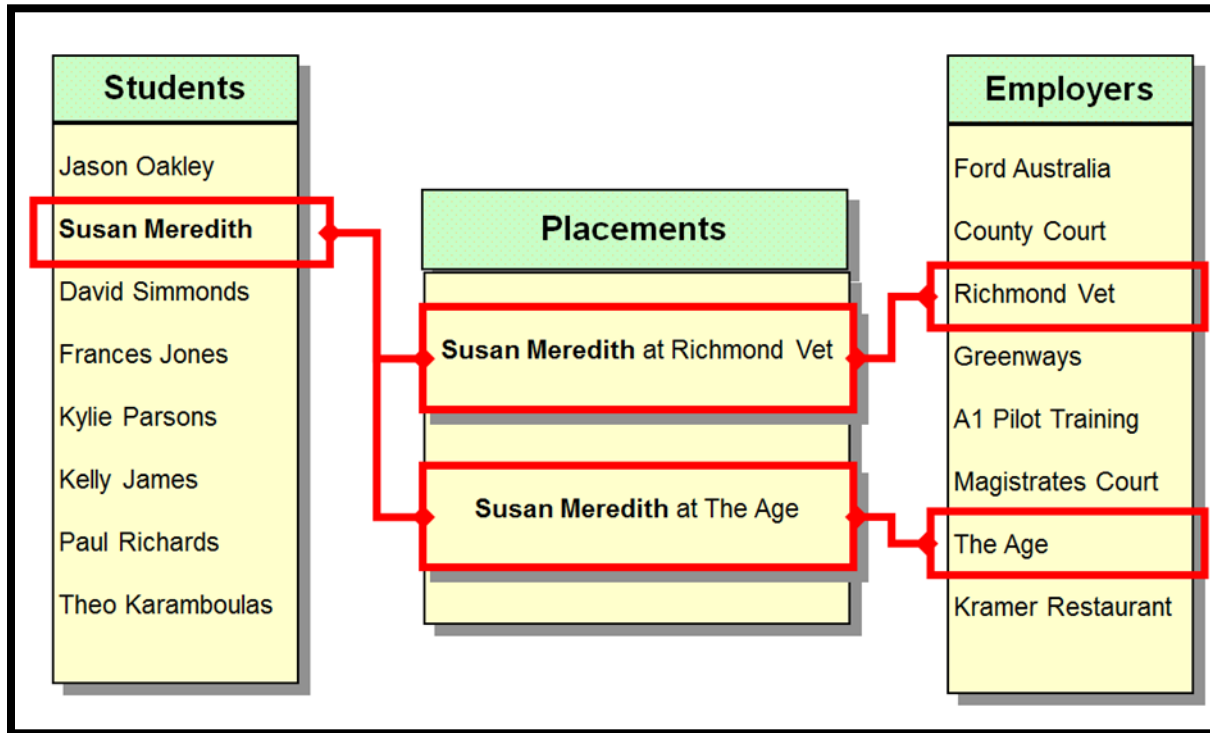 Students
Jason Oakley
Susan Meredith
David Simmonds
Frances Jones
Kylie Parsons
Kelly James
Paul Richards
Theo Karamboulas
Placements
Susan Meredith at Richmond Vet
Susan Meredith at The Age
Employers
Ford Australia
County Court
Richmond Vet
Greenways
A1 Pilot Training
Magistrates Court
The Age
Kramer Restaurant